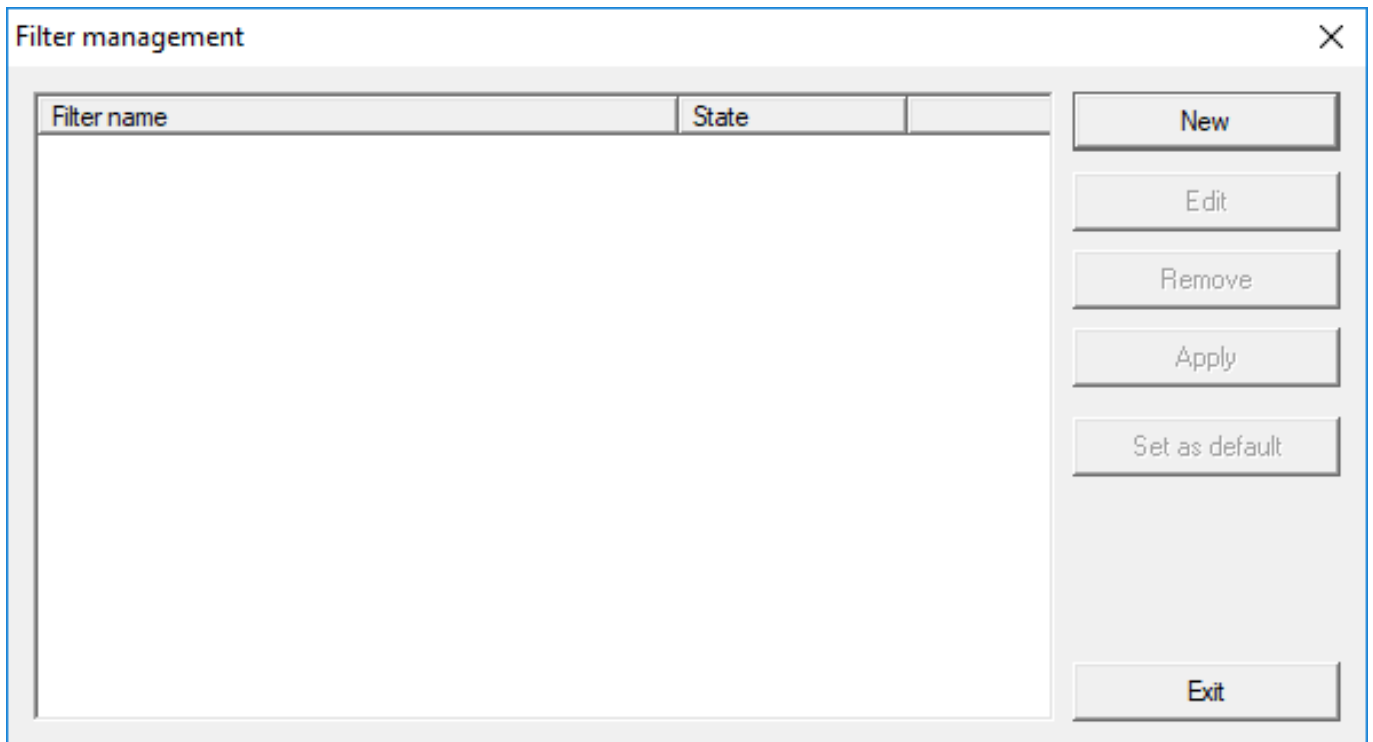 Filter management
Filter name State
New
Edit
Remove
Apply
Set as default
Exit